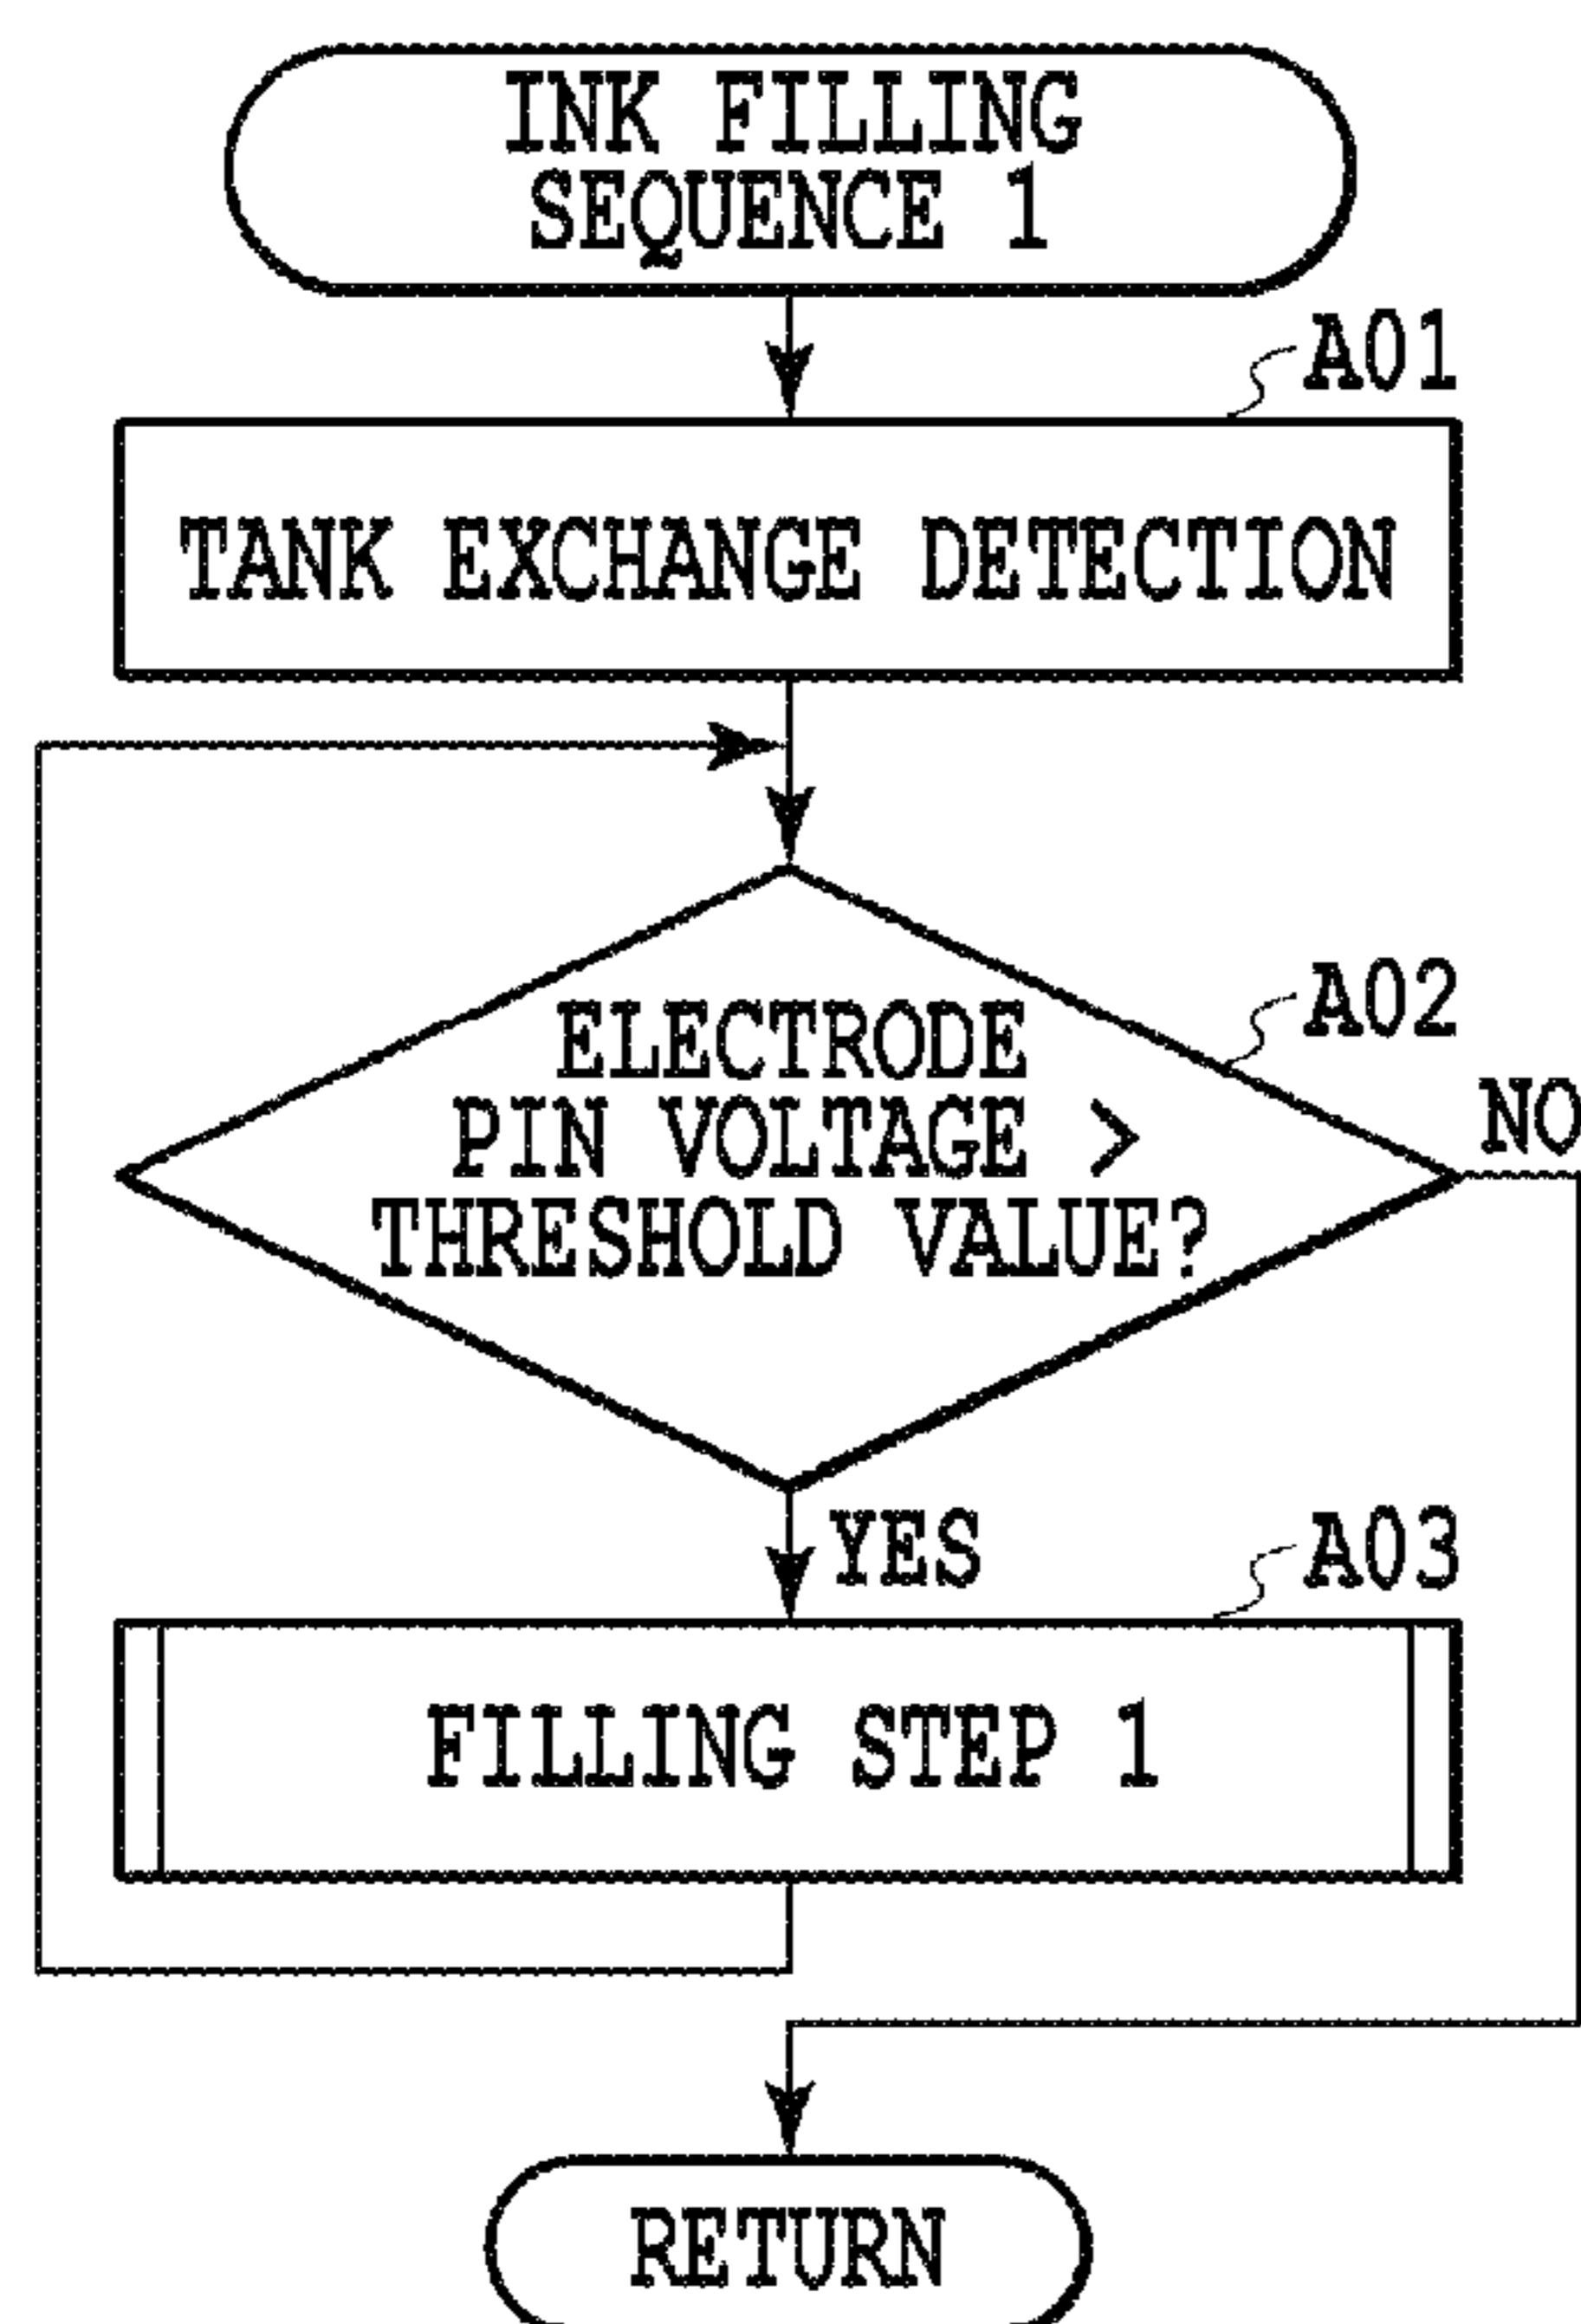 INK FILLING
SEQUENCE 1
A01
TANK EXCHANGE DETECTION
A02
ELECTRODE
PIN VOLTAGE >
THRESHOLD VALUE?
NO
YES
A03
FILLING STEP 1
RETURN